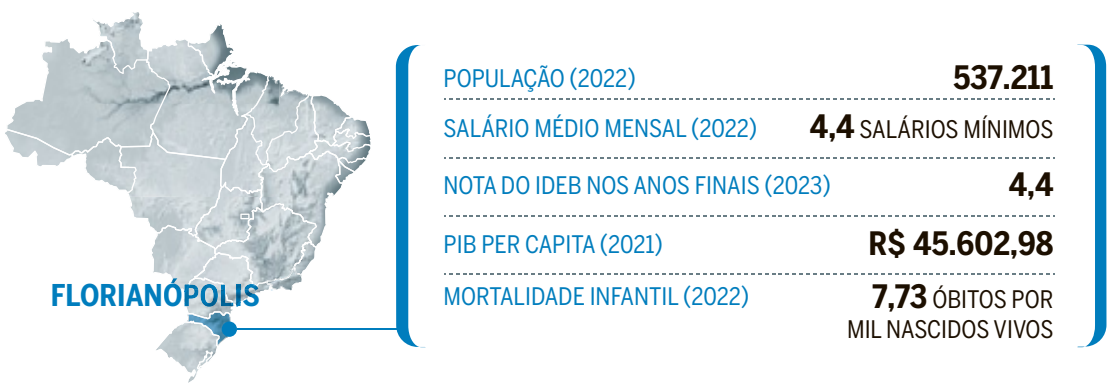 POPULAÇÃO (2022) 537.211
SALÁRIO MÉDIO MENSAL (2022) 4,4 SALÁRIOS MÍNIMOS
NOTA DO IDEB NOS ANOS FINAIS (2023) 4,4
PIB PER CAPITA (2021) R$ 45.602,98
FLORIANÓPOLIS
MORTALIDADE INFANTIL (2022) 7,73 ÓBITOS POR
MIL NASCIDOS VIVOS